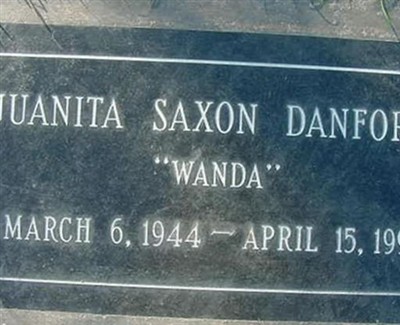 JUANITA SAXON DANFOR
"WANDA"
MARCH 6, 1944 – APRIL 15, 199